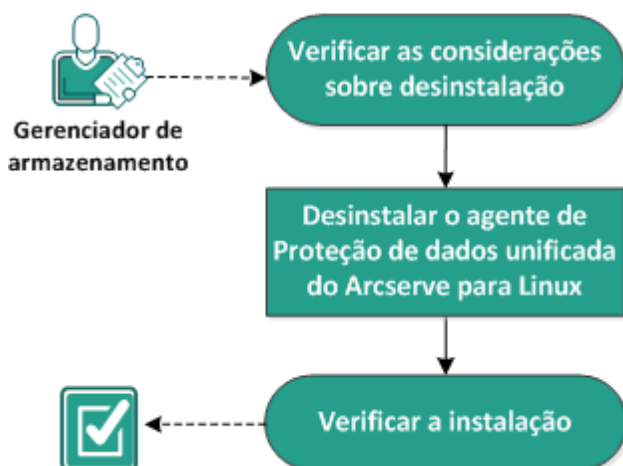 Verificar as considerações
sobre desinstalação
Gerenciador de
armazenamento
Desinstalar o agente de
Proteção de dados unificada
do Arcserve para Linux
Verificar a instalação